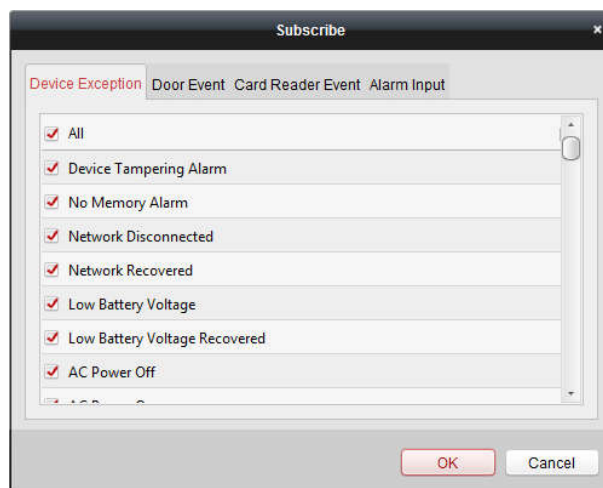 Subscribe
Device Exception Door Event Card Reader Event Alarm Input
All
Device Tampering Alarm
No Memory Alarm
Network Disconnected
Network Recovered
Low Battery Voltage
Low Battery Voltage Recovered
AC Power Off
OK Cancel